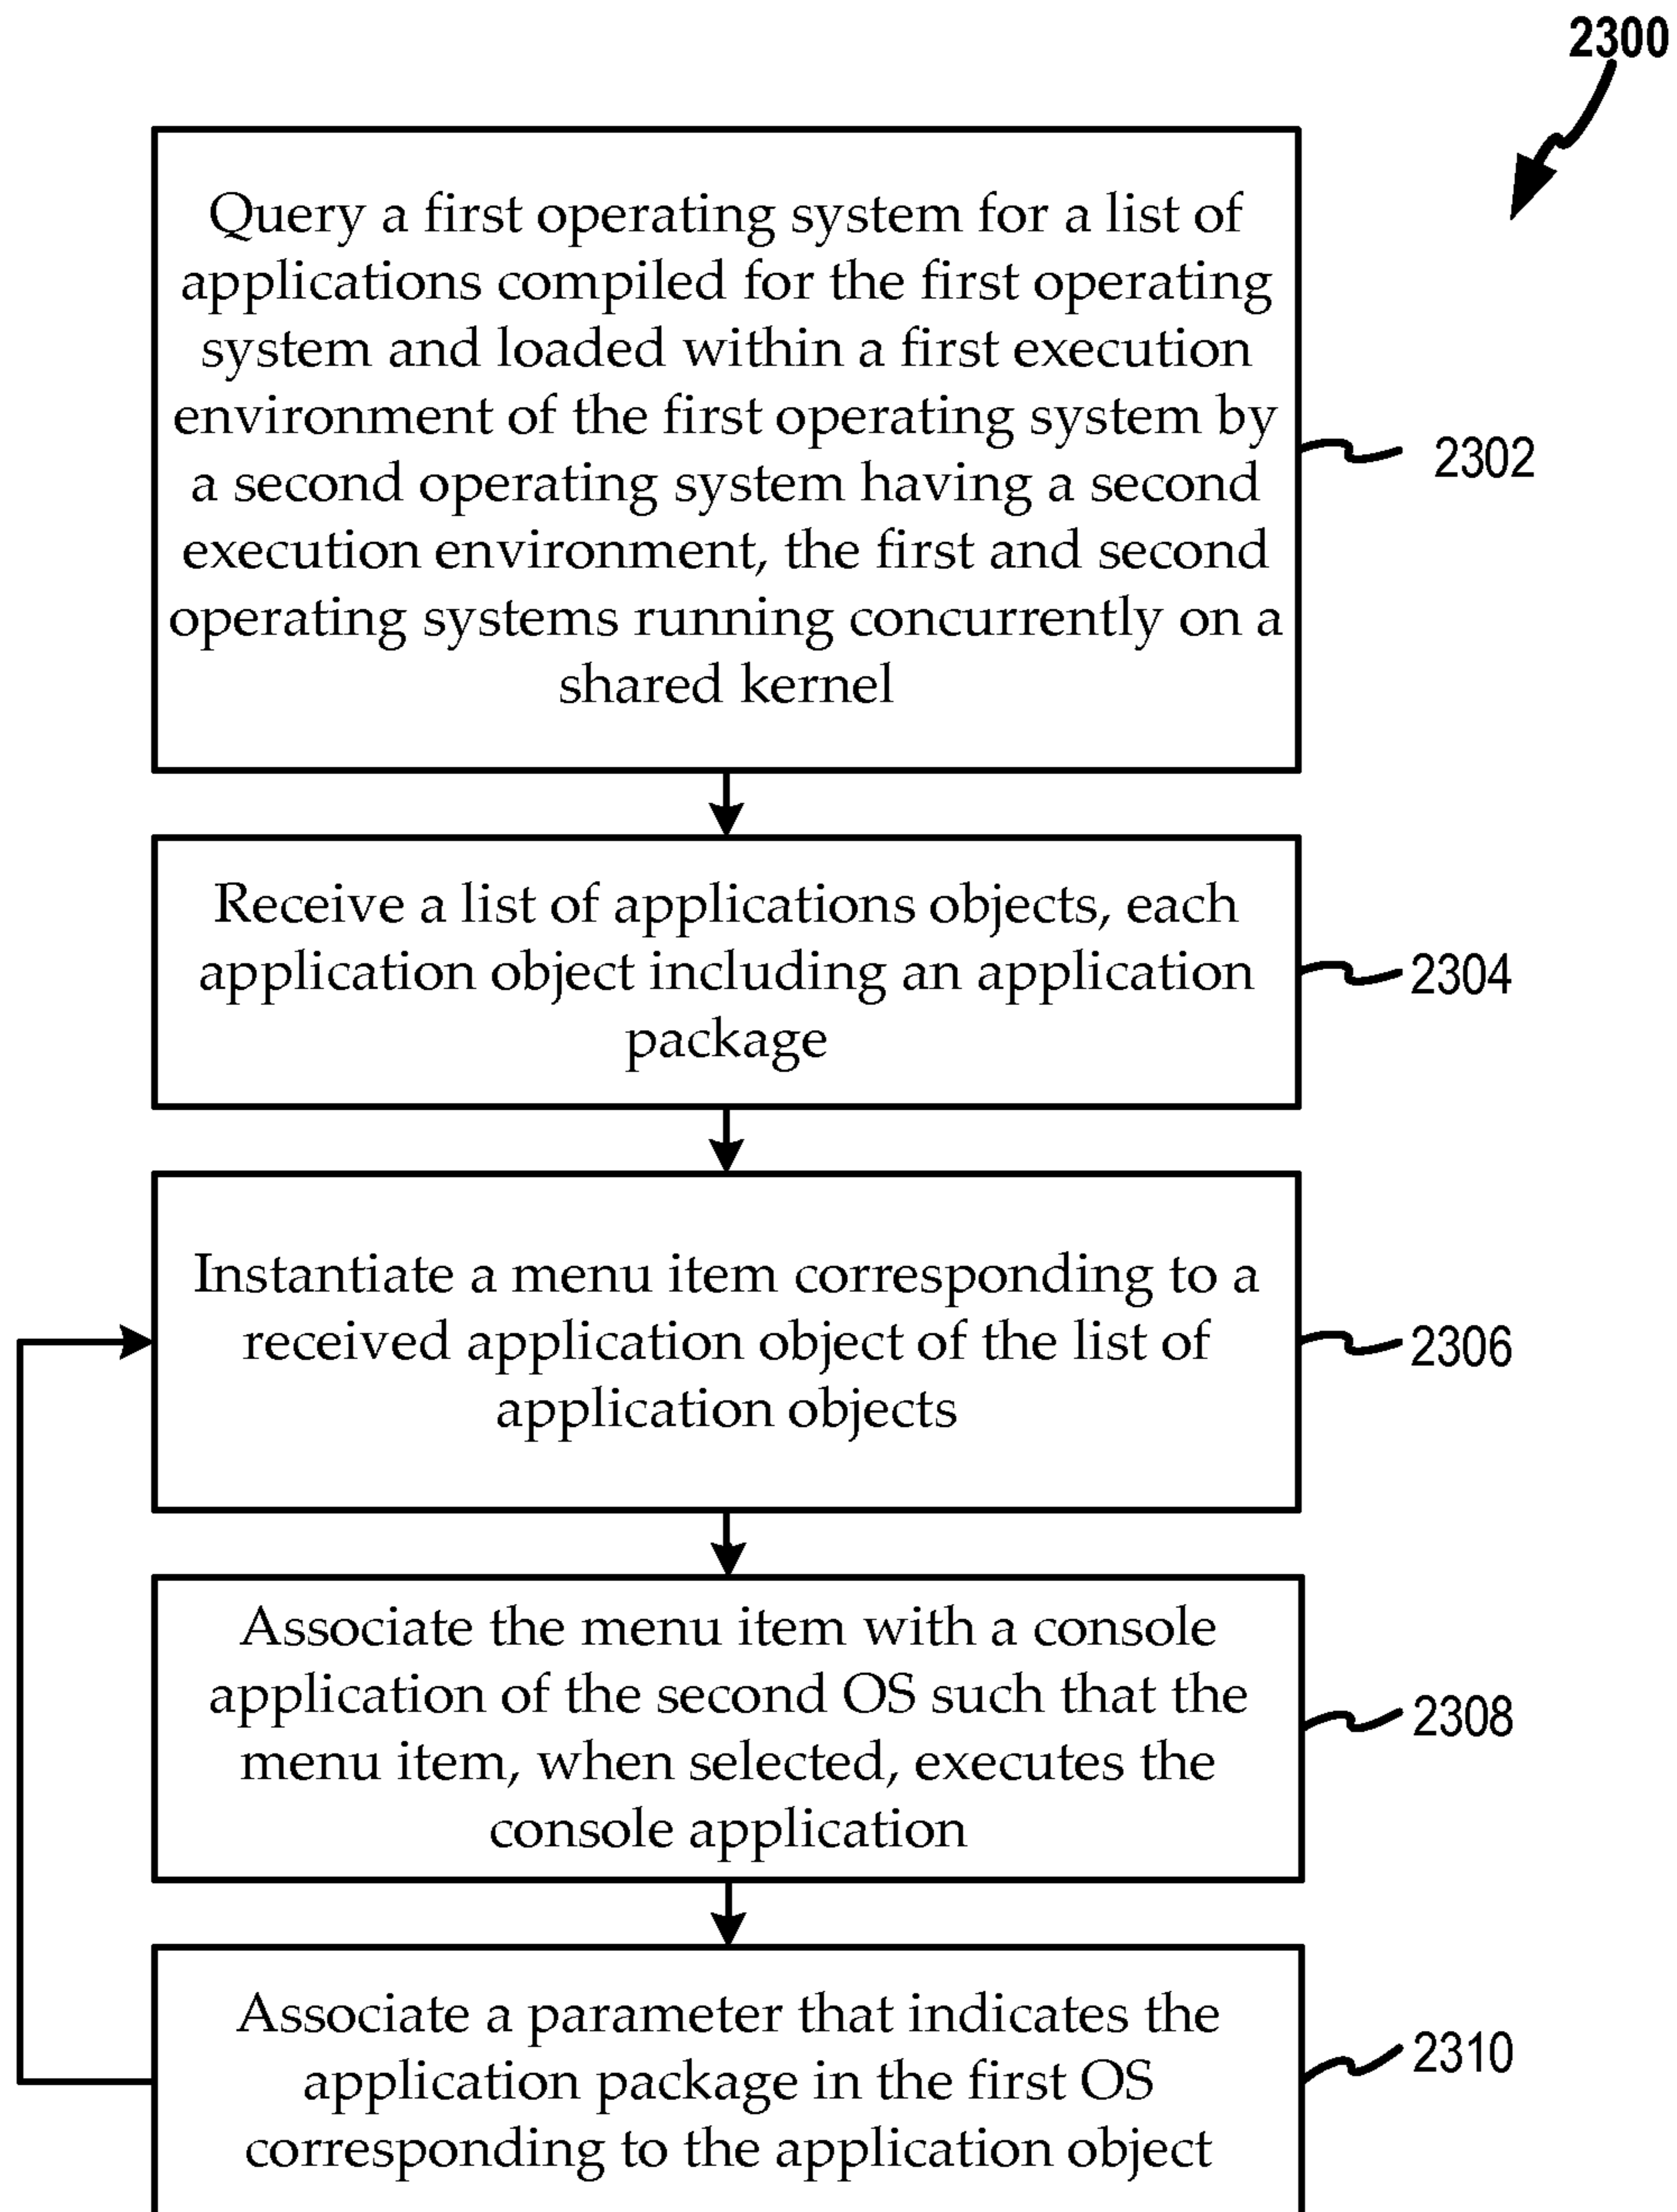 2300
Query a first operating system for a list of
applications compiled for the first operating
system and loaded within a first execution
environment of the first operating system by
a second operating system having a second
execution environment, the first and second
operating systems running concurrently on a
shared kernel
2302
Receive a list of applications objects, each
application object including an application
package
2304
Instantiate a menu item corresponding to a
received application object of the list of
application objects
2306
Associate the menu item with a console
application of the second OS such that the
menu item, when selected, executes the
console application
2308
Associate a parameter that indicates the
application package in the first OS
corresponding to the application object
2310